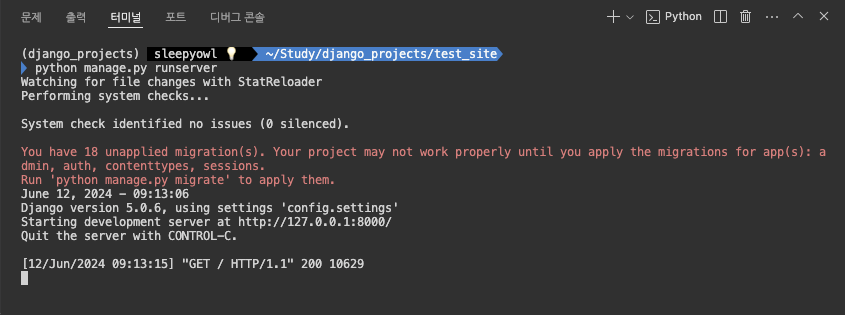 문제 출력 터미널 포트 디버그 콘솔 Python
(django_projects) sleepyowl 💡 ~/Study/django_projects/test_site
python manage.py runserver
Watching for file changes with StatReloader
Performing system checks...
System check identified no issues (0 silenced).
You have 18 unapplied migration(s). Your project may not work properly until you apply the migrations for app(s): a
dmin, auth, contenttypes, sessions.
Run 'python manage.py migrate' to apply them.
June 12, 2024 - 09:13:06
Django version 5.0.6, using settings 'config.settings'
Starting development server at http://127.0.0.1:8000/
Quit the server with CONTROL-C.
[12/Jun/2024 09:13:15] "GET / HTTP/1.1" 200 10629